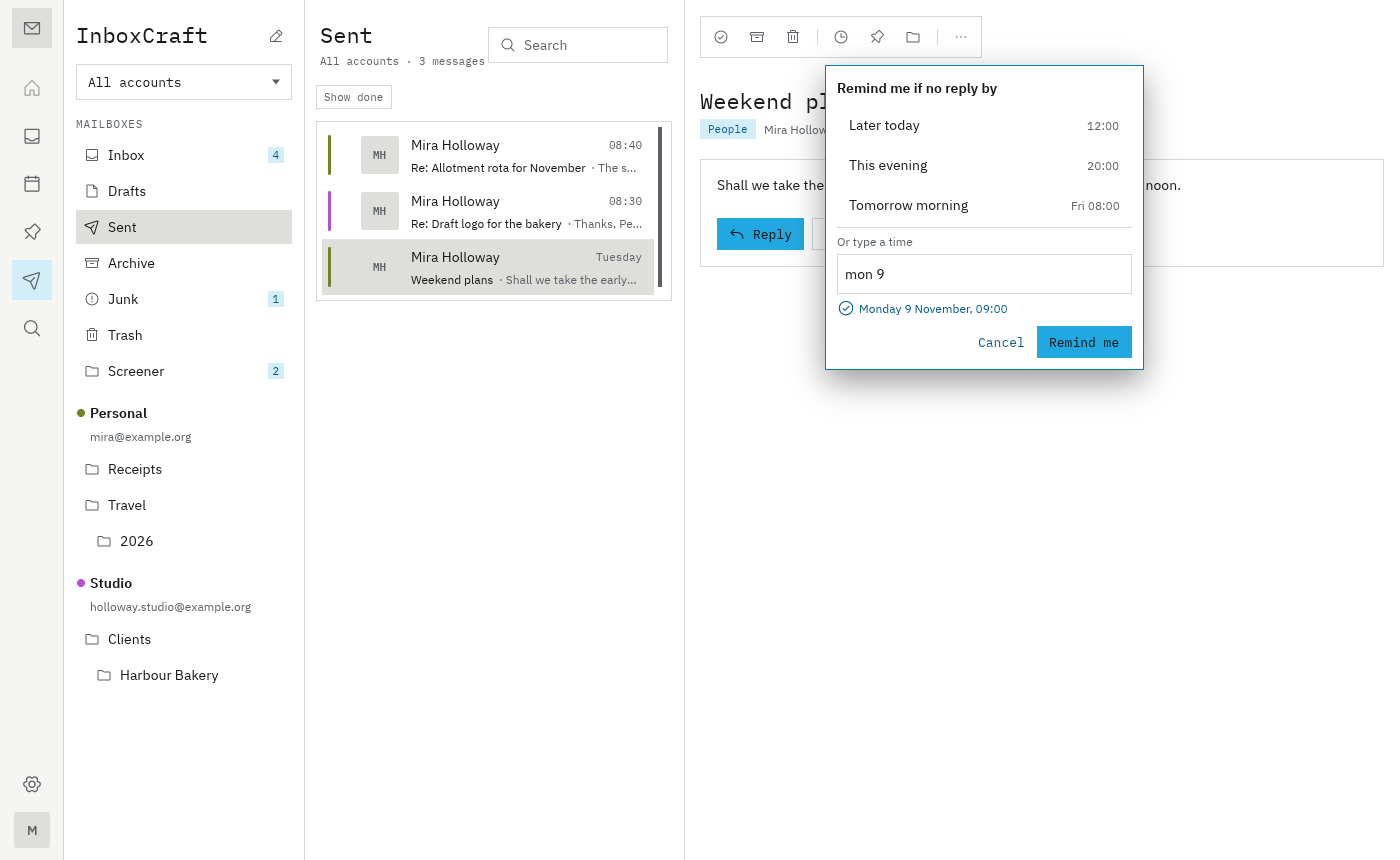 InboxCraft
All accounts
MAILBOXES
Inbox 4
Drafts
Sent
Archive
Junk 1
Trash
Screener 2
Personal
mira@example.org
Receipts
Travel
2026
Studio
holloway.studio@example.org
Clients
Harbour Bakery
M
Sent
All accounts · 3 messages
Search
Show done
MH
Mira Holloway 08:40
Re: Allotment rota for November · The s…
MH
Mira Holloway 08:30
Re: Draft logo for the bakery · Thanks, Pe…
MH
Mira Holloway Tuesday
Weekend plans · Shall we take the early…
Weekend pl
People Mira Hollow
Shall we take the
noon.
Reply
Remind me if no reply by
Later today 12:00
This evening 20:00
Tomorrow morning Fri 08:00
Or type a time
mon 9
Monday 9 November, 09:00
Cancel Remind me